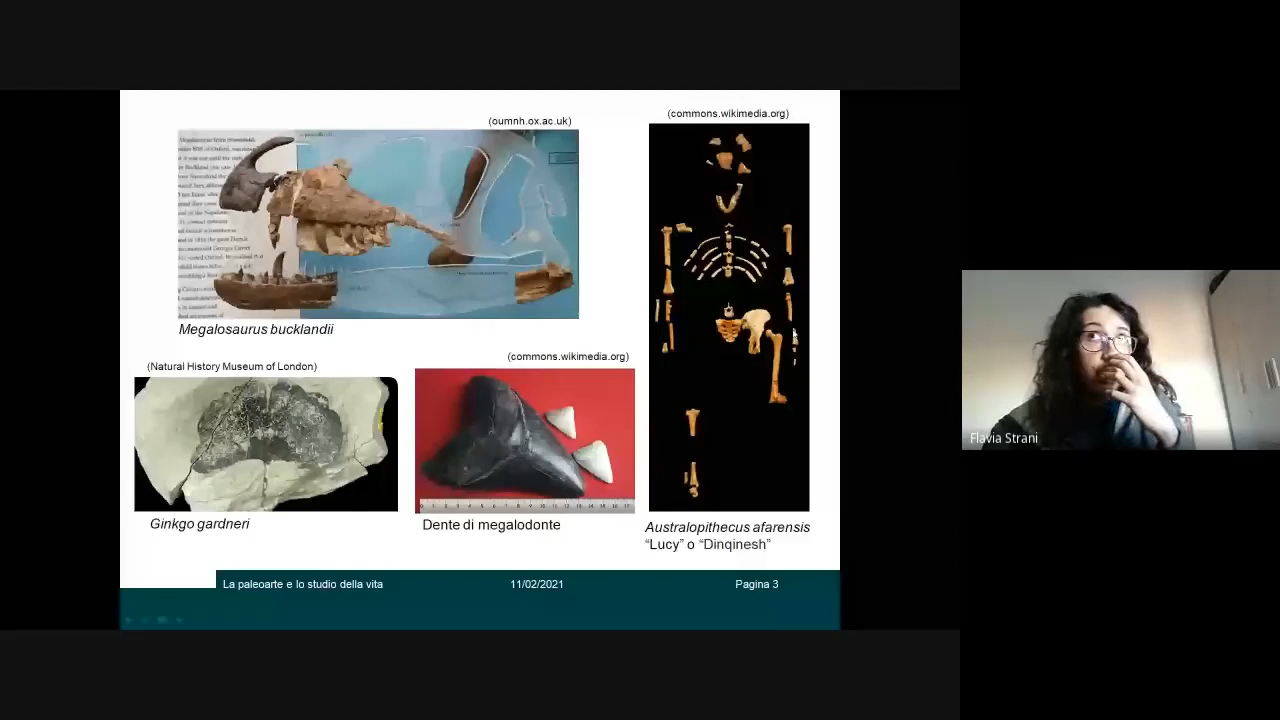 (oumnh.ox.ac.uk)
(commons.wikimedia.org)
Megalosaurus bucklandii
(Natural History Museum of London)
(commons.wikimedia.org)
Ginkgo gardneri
Dente di megalodonte
Australopithecus afarensis
“Lucy” o “Dinqinesh”
La paleoarte e lo studio della vita
11/02/2021
Pagina 3
Flavia Strani